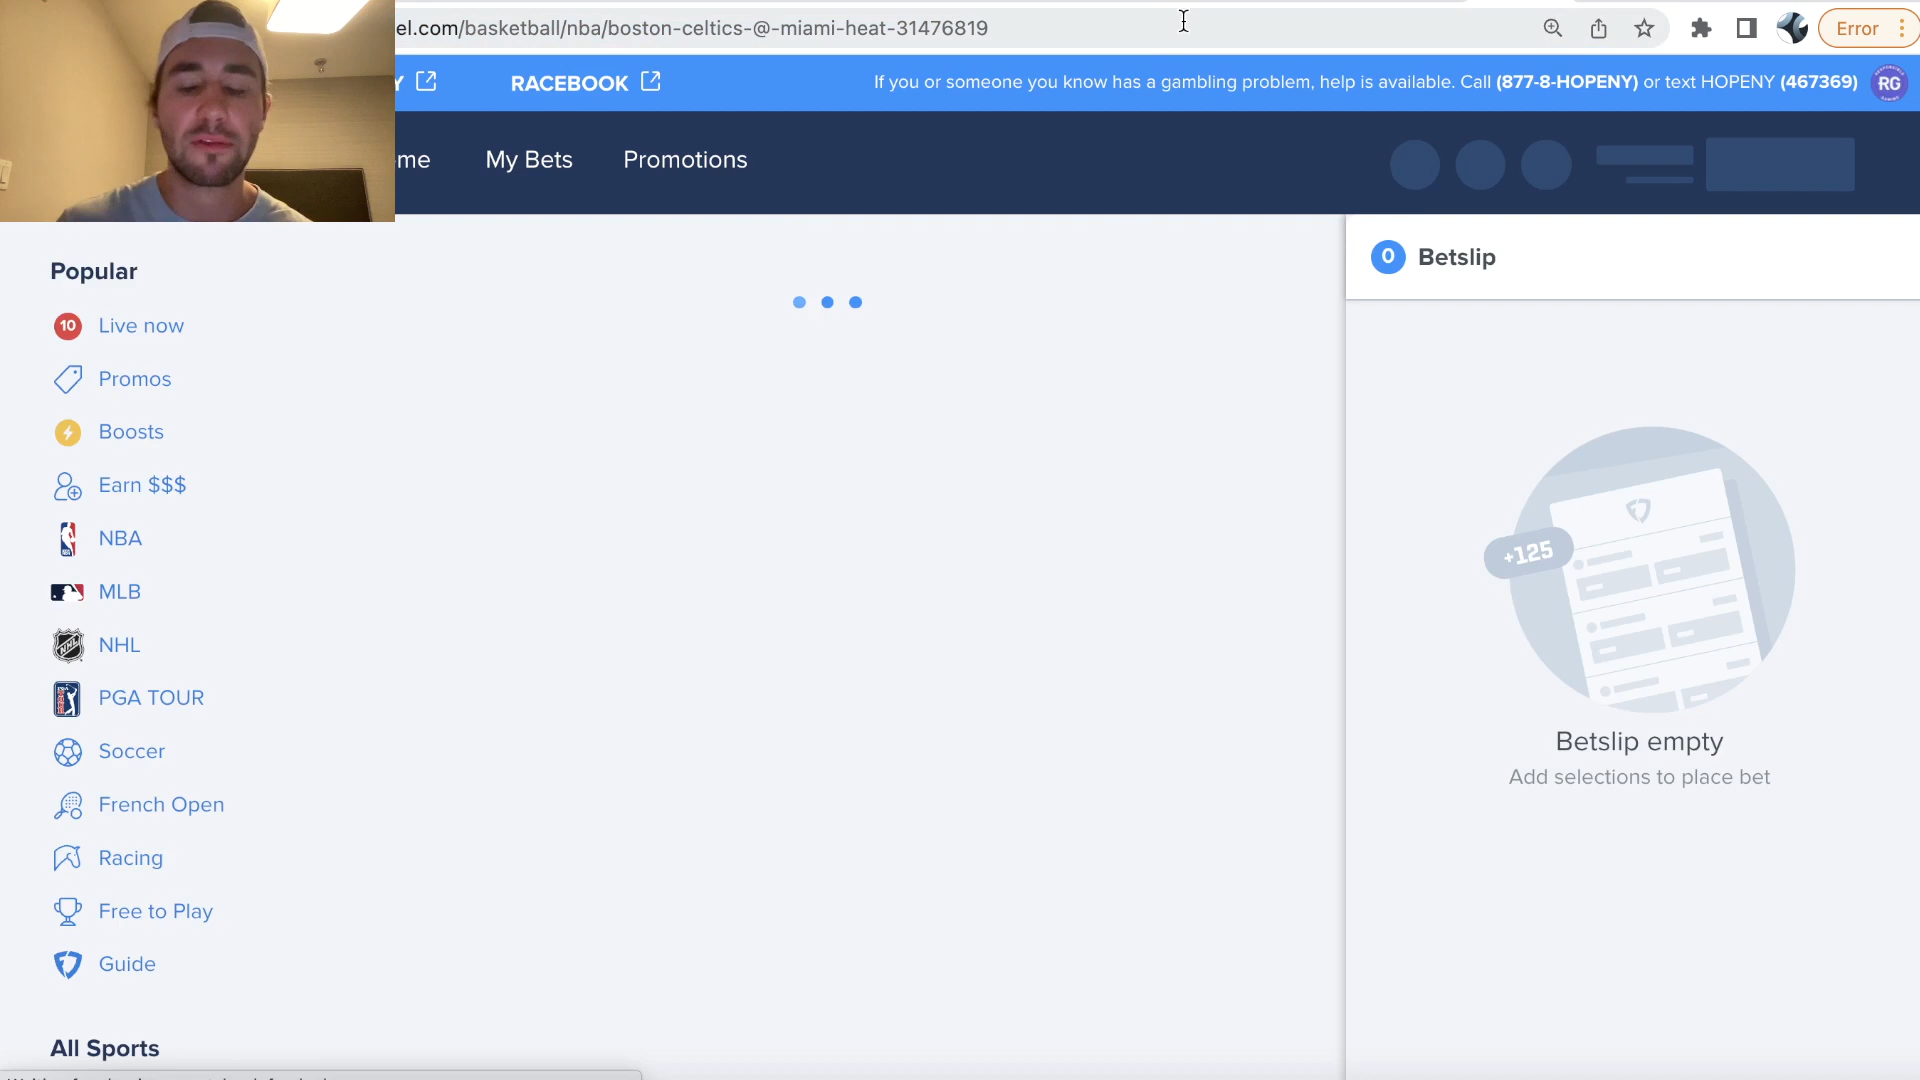 el.com/basketball/nba/boston-celtics-@-miami-heat-31476819
Error
Y
RACEBOOK
If you or someone you know has a gambling problem, help is available. Call (877-8-HOPENY) or text HOPENY (467369)
RG
me
My Bets
Promotions
Popular
10 Live now
Promos
Boosts
Earn $$$
NBA
MLB
NHL
PGA TOUR
Soccer
French Open
Racing
Free to Play
Guide
All Sports
0 Betslip
+125
Betslip empty
Add selections to place bet